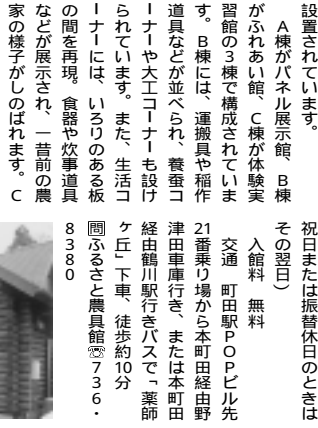 設置されています。
　Ａ棟がパネル展示館、Ｂ棟
がふれあい館、Ｃ棟が体験実
習館の３棟で構成されていま
す。Ｂ棟には、運搬具や稲作
道具などが並べられ、養蚕コ
ーナーや大工コーナーも設け
られています。また、生活コ
ーナーには、いろりのある板
の間を再現。食器や炊事道具
などが展示され、一昔前の農
家の様子がしのばれます。Ｃ
祝日または振替休日のときは
その翌日）
　入館料　無料
　交通　町田駅ＰＯＰビル先
21番乗り場から本町田経由野
津田車庫行き、または本町田
経由鶴川駅行きバスで「薬師
ケ丘」下車、徒歩約10分
問ふるさと農具館☏７３６・
８３８０